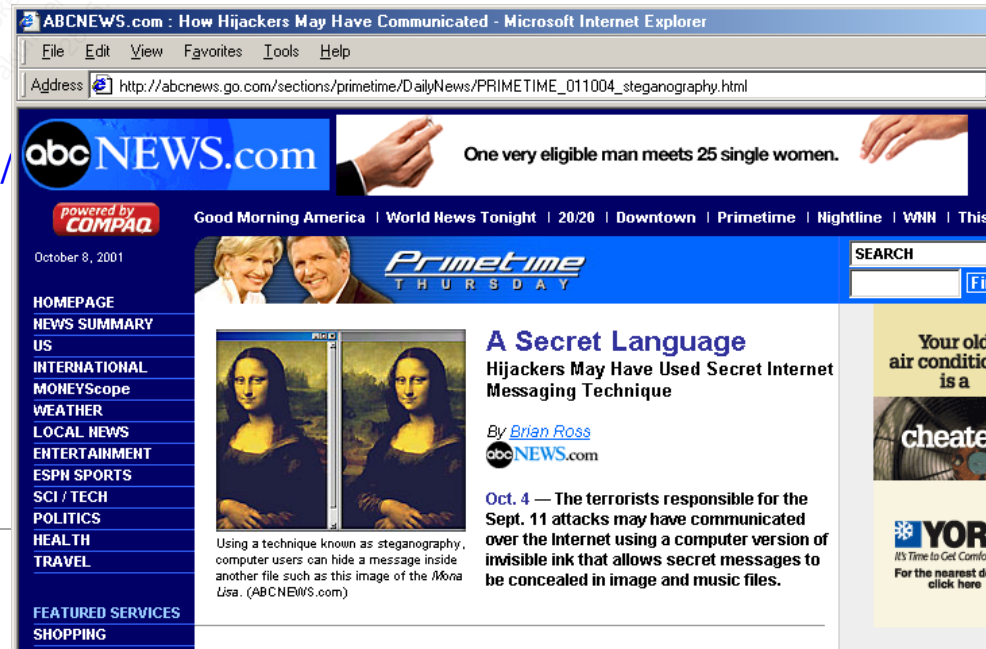 ABCNEWS.com : How Hijackers May Have Communicated - Microsoft Internet Explorer
File Edit View Favorites Tools Help
Address http://abcnews.go.com/sections/primetime/DailyNews/PRIMETIME_011004_steganography.html
/
abc NEWS.com
One very eligible man meets 25 single women.
powered by
COMPAQ
Good Morning America | World News Tonight | 20/20 | Downtown | Primetime | Nightline | WNN | This
October 8, 2001
Primetime
THURSDAY
SEARCH
Fi
HOMEPAGE
NEWS SUMMARY
US
INTERNATIONAL
MONEYScope
WEATHER
LOCAL NEWS
ENTERTAINMENT
ESPN SPORTS
SCI / TECH
POLITICS
HEALTH
TRAVEL
FEATURED SERVICES
SHOPPING
Using a technique known as steganography,
computer users can hide a message inside
another file such as this image of the Mona
Lisa. (ABCNEWS.com)
A Secret Language
Hijackers May Have Used Secret Internet
Messaging Technique
By Brian Ross
abc NEWS.com
Oct. 4 — The terrorists responsible for the
Sept. 11 attacks may have communicated
over the Internet using a computer version of
invisible ink that allows secret messages to
be concealed in image and music files.
Your old
air conditio
is a
cheate
YOR
It's Time to Get Comfo
For the nearest d
click here